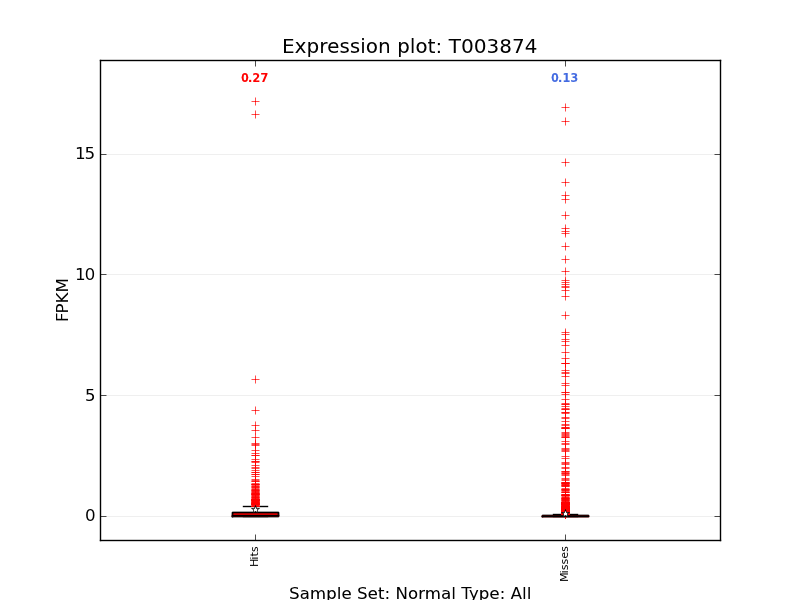 Expression plot: T003874
0.27
0.13
15
10
5
0
FPKM
Hits
Misses
Sample Set: Normal Type: All